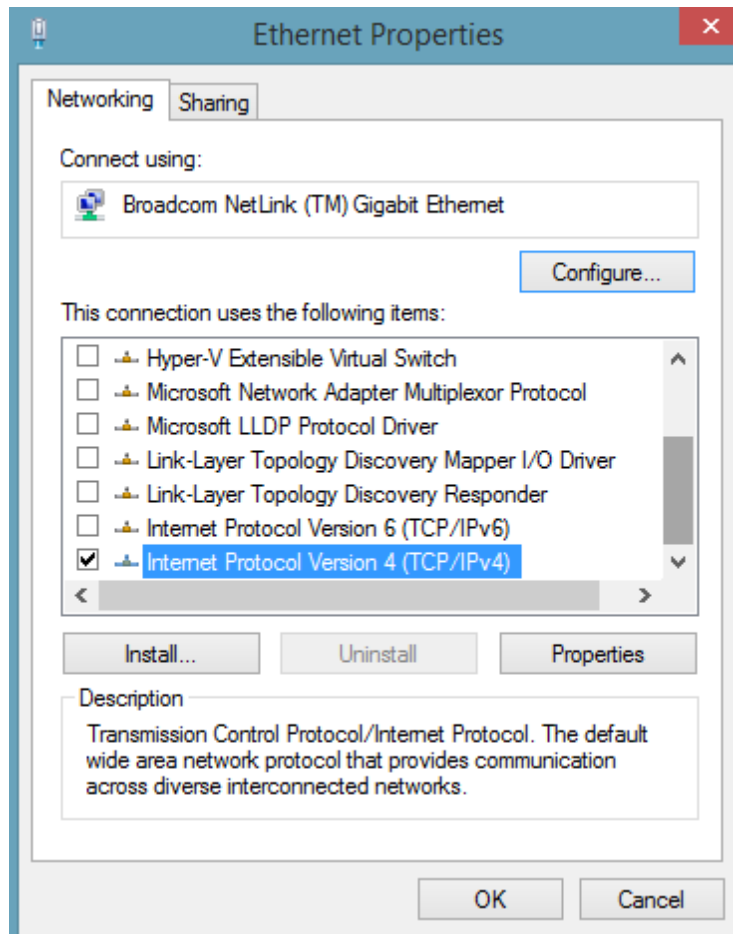 Ethernet Properties
Networking
Sharing
Connect using:
Broadcom NetLink (TM) Gigabit Ethernet
Configure...
This connection uses the following items:
Hyper-V Extensible Virtual Switch
Microsoft Network Adapter Multiplexor Protocol
Microsoft LLDP Protocol Driver
Link-Layer Topology Discovery Mapper I/O Driver
Link-Layer Topology Discovery Responder
Internet Protocol Version 6 (TCP/IPv6)
Internet Protocol Version 4 (TCP/IPv4)
Install...
Uninstall
Properties
Description
Transmission Control Protocol/Internet Protocol. The default
wide area network protocol that provides communication
across diverse interconnected networks.
OK
Cancel